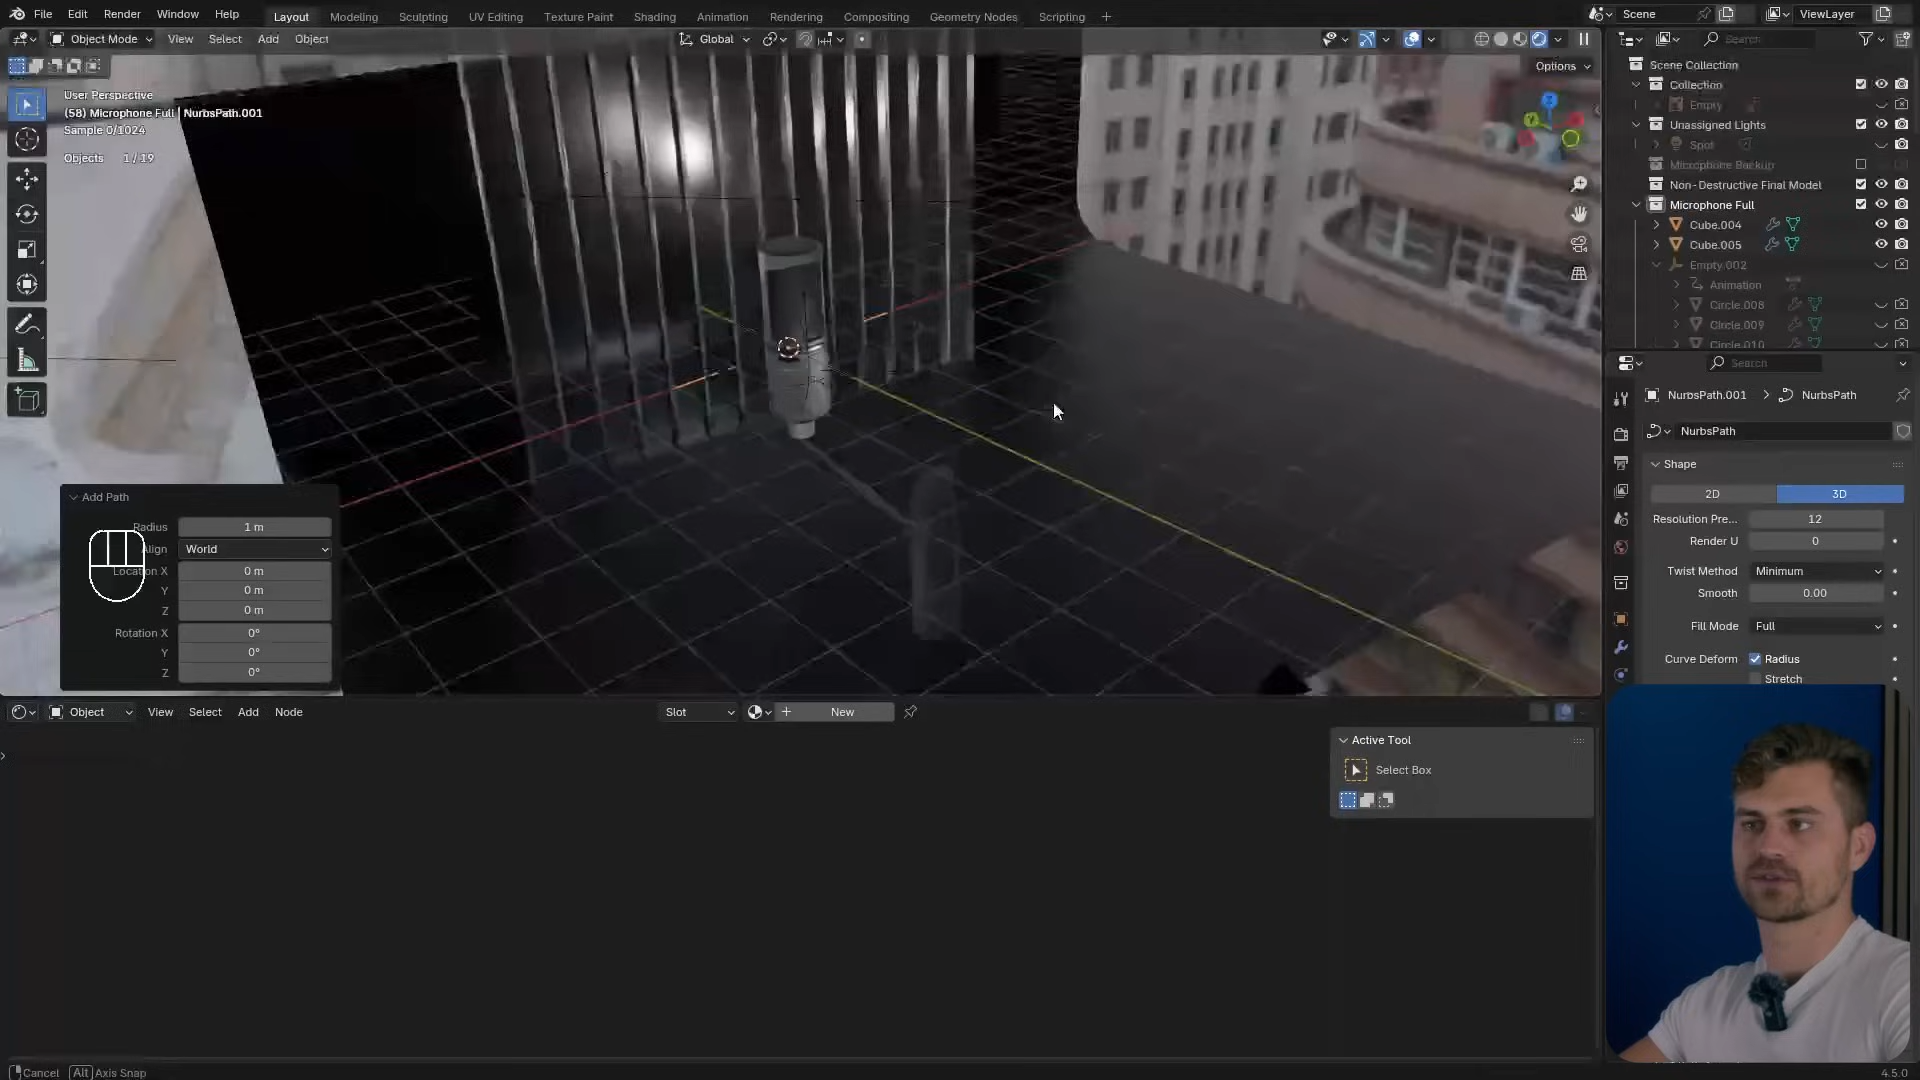 File Edit Render Window Help Layout Modeling Sculpting UV Editing Texture Paint Shading Animation Rendering Compositing Geometry Nodes Scripting + Scene ViewLayer
Object Mode View Select Add Object Global Search
Options
User Perspective
(58) Microphone Full | NurbsPath.001
Sample 0/1024
Objects 1/19
Add Path
Radius 1 m
Align World
Location X 0 m
Y 0 m
Z 0 m
Rotation X 0°
Y 0°
Z 0°
Scene Collection
Collection
Empty
Unassigned Lights
Spot
Microphone Backup
Non-Destructive Final Model
Microphone Full
Cube.004
Cube.005
Empty.002
Animation
Circle.008
Circle.009
Circle.010
Search
NurbsPath.001 > NurbsPath
NurbsPath
Shape
2D 3D
Resolution Pre... 12
Render U 0
Twist Method Minimum
Smooth 0.00
Fill Mode Full
Curve Deform Radius
Stretch
Object View Select Add Node Slot + New
Active Tool
Select Box
Cancel Alt Axis Snap 4.5.0